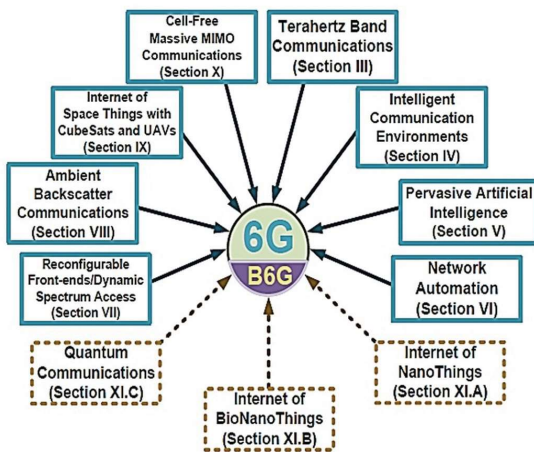 Cell-Free
Massive MIMO
Communications
(Section X)
Terahertz Band
Communications
(Section III)
Internet of
Space Things with
CubeSats and UAVs
(Section IX)
Intelligent
Communication
Environments
(Section IV)
Ambient
Backscatter
Communications
(Section VIII)
Pervasive Artificial
Intelligence
(Section V)
6G
B6G
Reconfigurable
Front-ends/Dynamic
Spectrum Access
(Section VII)
Network
Automation
(Section VI)
Quantum
Communications
(Section XI.C)
Internet of
BioNanoThings
(Section XI.B)
Internet of
NanoThings
(Section XI.A)